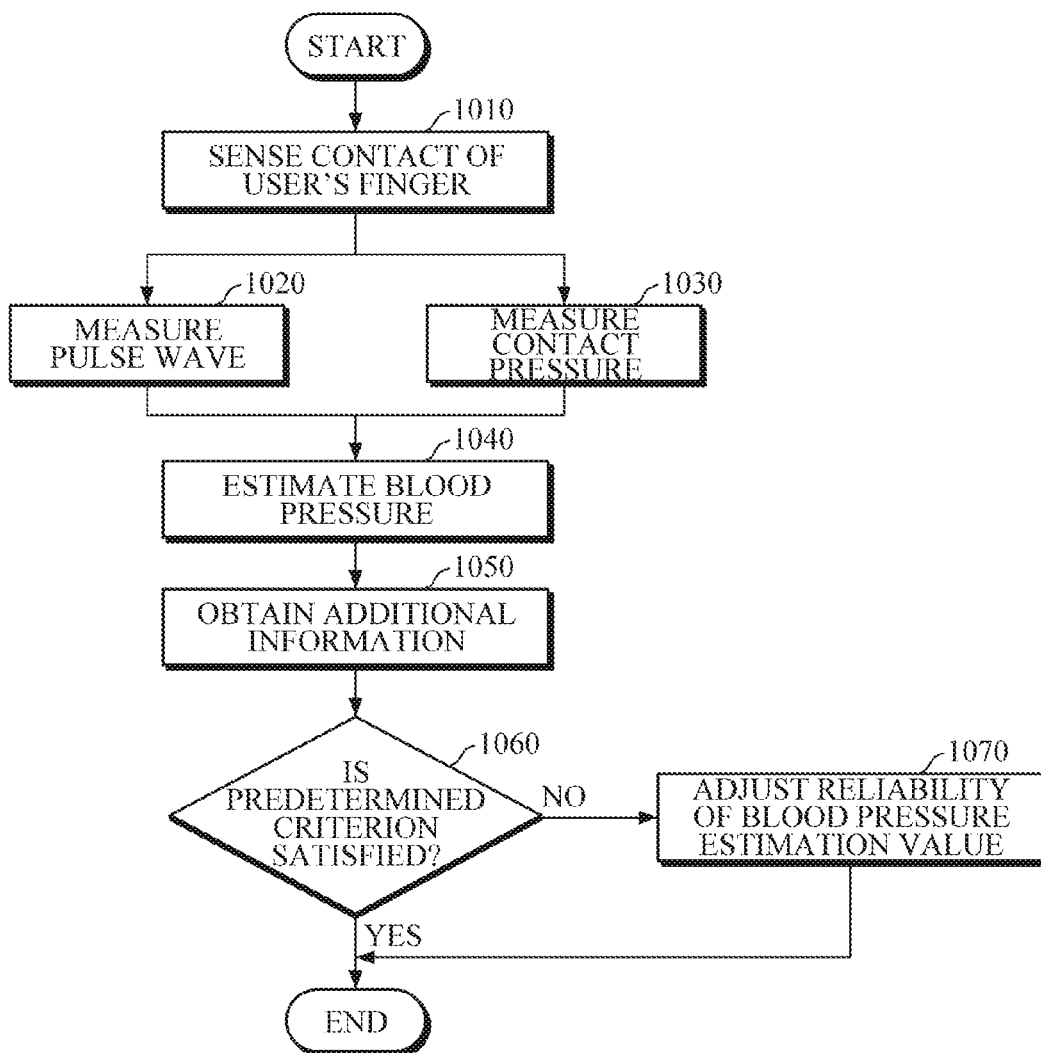 START
1010
SENSE CONTACT OF
USER'S FINGER
1020
MEASURE
PULSE WAVE
1030
MEASURE
CONTACT
PRESSURE
1040
ESTIMATE BLOOD
PRESSURE
1050
OBTAIN ADDITIONAL
INFORMATION
1060
IS
PREDETERMINED
CRITERION
SATISFIED?
NO
1070
ADJUST RELIABILITY
OF BLOOD PRESSURE
ESTIMATION VALUE
YES
END